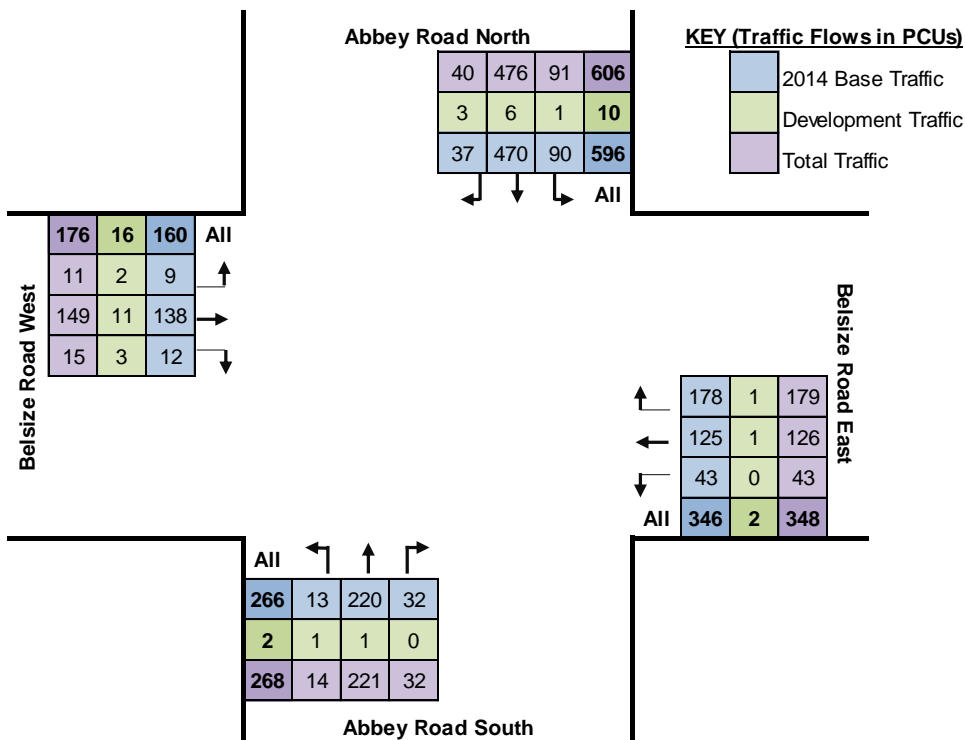 Abbey Road North
KEY (Traffic Flows in PCUs)
2014 Base Traffic
Development Traffic
Total Traffic
40 476 91 606
3 6 1 10
37 470 90 596
All
176 16 160 All
11 2 9
149 11 138
15 3 12
Belsize Road West
178 1 179
125 1 126
43 0 43
All 346 2 348
Belsize Road East
All
266 13 220 32
2 1 1 0
268 14 221 32
Abbey Road South